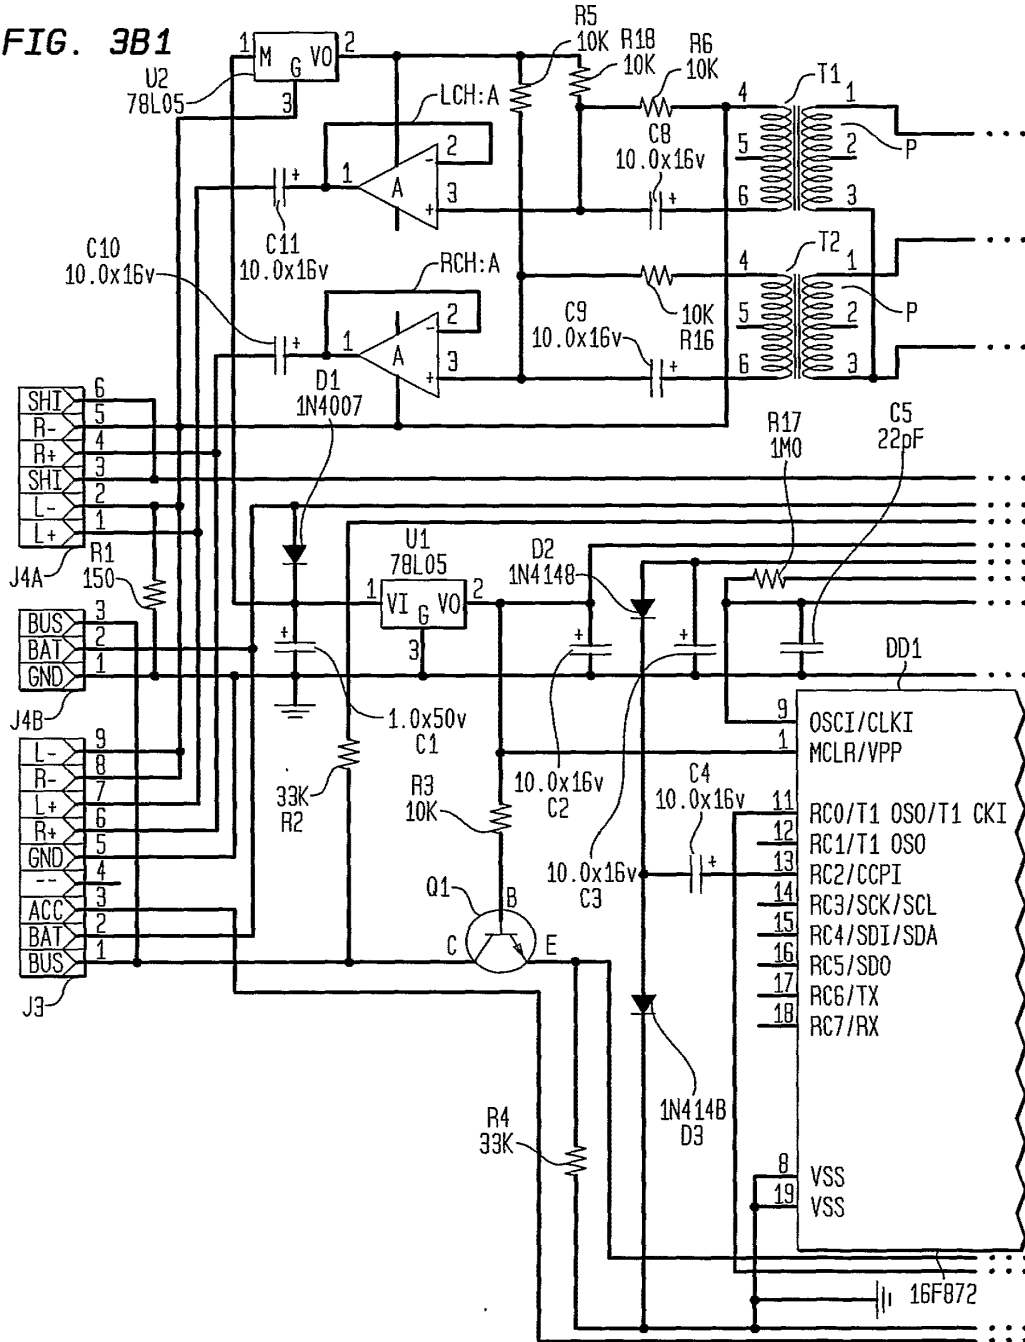 FIG. 3B1
1 M VO 2
G
3
U2
78L05
R5
10K
R18
10K
R6
10K
LCH:A
2
1 A
3
C8
10.0x16v
T1
4
5
6
1
2
3
P
C10
10.0x16v
C11
10.0x16v
RCH:A
2
1 A
3
C9
10.0x16v
10K
R16
T2
4
5
6
1
2
3
P
D1
1N4007
SHI 6
R- 5
R+ 4
SHI 3
L- 2
L+ 1
J4A
R1
150
R17
1M0
C5
22pF
U1
78L05
1 VI VO 2
G
3
D2
1N4148
BUS 3
BAT 2
GND 1
J4B
1.0x50v
C1
DD1
L- 9
R- 8
L+ 7
R+ 6
GND 5
-- 4
ACC 3
BAT 2
BUS 1
J3
33K
R2
R3
10K
10.0x16v
C2
10.0x16v
C3
C4
10.0x16v
Q1
B
C
E
9 OSCI/CLKI
1 MCLR/VPP
11 RC0/T1 OSO/T1 CKI
12 RC1/T1 OSO
13 RC2/CCPI
14 RC3/SCK/SCL
15 RC4/SDI/SDA
16 RC5/SDO
17 RC6/TX
18 RC7/RX
8 VSS
19 VSS
1N414B
D3
R4
33K
16F872